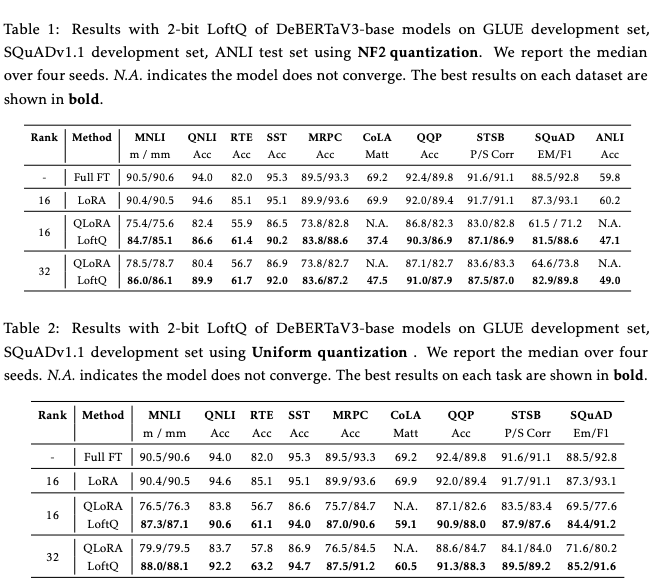 Table 1: Results with 2-bit LoftQ of DeBERTaV3-base models on GLUE development set,
SQuADv1.1 development set, ANLI test set using NF2 quantization. We report the median
over four seeds. N.A. indicates the model does not converge. The best results on each dataset are
shown in bold.
Rank Method MNLI QNLI RTE SST MRPC CoLA QQP STSB SQuAD ANLI
m / mm Acc Acc Acc Acc Matt Acc P/S Corr EM/F1 Acc
- Full FT 90.5/90.6 94.0 82.0 95.3 89.5/93.3 69.2 92.4/89.8 91.6/91.1 88.5/92.8 59.8
16 LoRA 90.4/90.5 94.6 85.1 95.1 89.9/93.6 69.9 92.0/89.4 91.7/91.1 87.3/93.1 60.2
16 QLoRA 75.4/75.6 82.4 55.9 86.5 73.8/82.8 N.A. 86.8/82.3 83.0/82.8 61.5 / 71.2 N.A.
LoftQ 84.7/85.1 86.6 61.4 90.2 83.8/88.6 37.4 90.3/86.9 87.1/86.9 81.5/88.6 47.1
32 QLoRA 78.5/78.7 80.4 56.7 86.9 73.8/82.7 N.A. 87.1/82.7 83.6/83.3 64.6/73.8 N.A.
LoftQ 86.0/86.1 89.9 61.7 92.0 83.6/87.2 47.5 91.0/87.9 87.5/87.0 82.9/89.8 49.0
Table 2: Results with 2-bit LoftQ of DeBERTaV3-base models on GLUE development set,
SQuADv1.1 development set using Uniform quantization . We report the median over four
seeds. N.A. indicates the model does not converge. The best results on each task are shown in bold.
Rank Method MNLI QNLI RTE SST MRPC CoLA QQP STSB SQuAD
m / mm Acc Acc Acc Acc Matt Acc P/S Corr Em/F1
- Full FT 90.5/90.6 94.0 82.0 95.3 89.5/93.3 69.2 92.4/89.8 91.6/91.1 88.5/92.8
16 LoRA 90.4/90.5 94.6 85.1 95.1 89.9/93.6 69.9 92.0/89.4 91.7/91.1 87.3/93.1
16 QLoRA 76.5/76.3 83.8 56.7 86.6 75.7/84.7 N.A. 87.1/82.6 83.5/83.4 69.5/77.6
LoftQ 87.3/87.1 90.6 61.1 94.0 87.0/90.6 59.1 90.9/88.0 87.9/87.6 84.4/91.2
32 QLoRA 79.9/79.5 83.7 57.8 86.9 76.5/84.5 N.A. 88.6/84.7 84.1/84.0 71.6/80.2
LoftQ 88.0/88.1 92.2 63.2 94.7 87.5/91.2 60.5 91.3/88.3 89.5/89.2 85.2/91.6